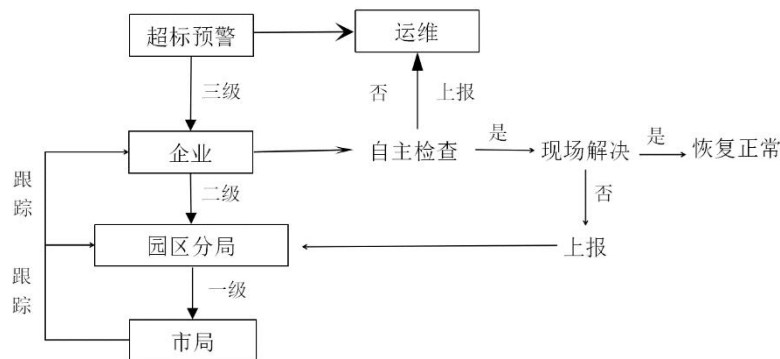 超标预警
运维
三级
否
上报
企业
自主检查
是
现场解决
是
恢复正常
跟踪
二级
否
园区分局
上报
跟踪
一级
市局